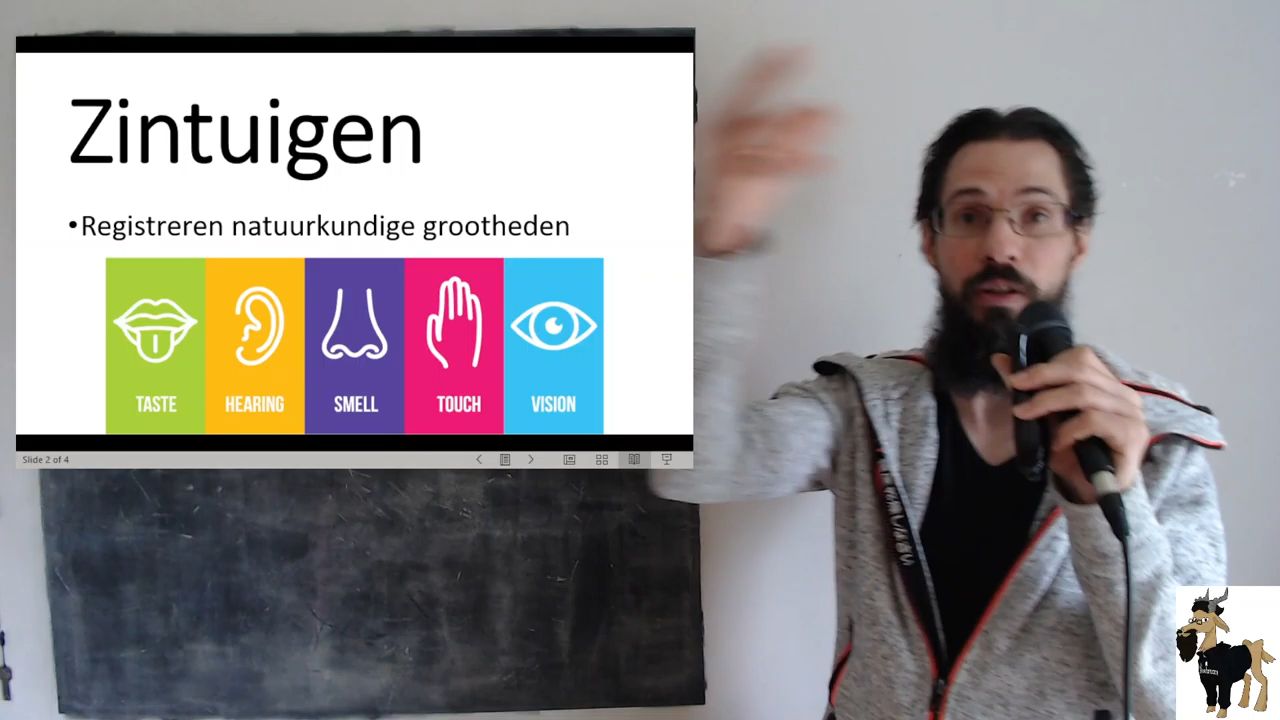 Zintuigen
•Registreren natuurkundige grootheden
TASTE HEARING SMELL TOUCH VISION
Slide 2 of 4